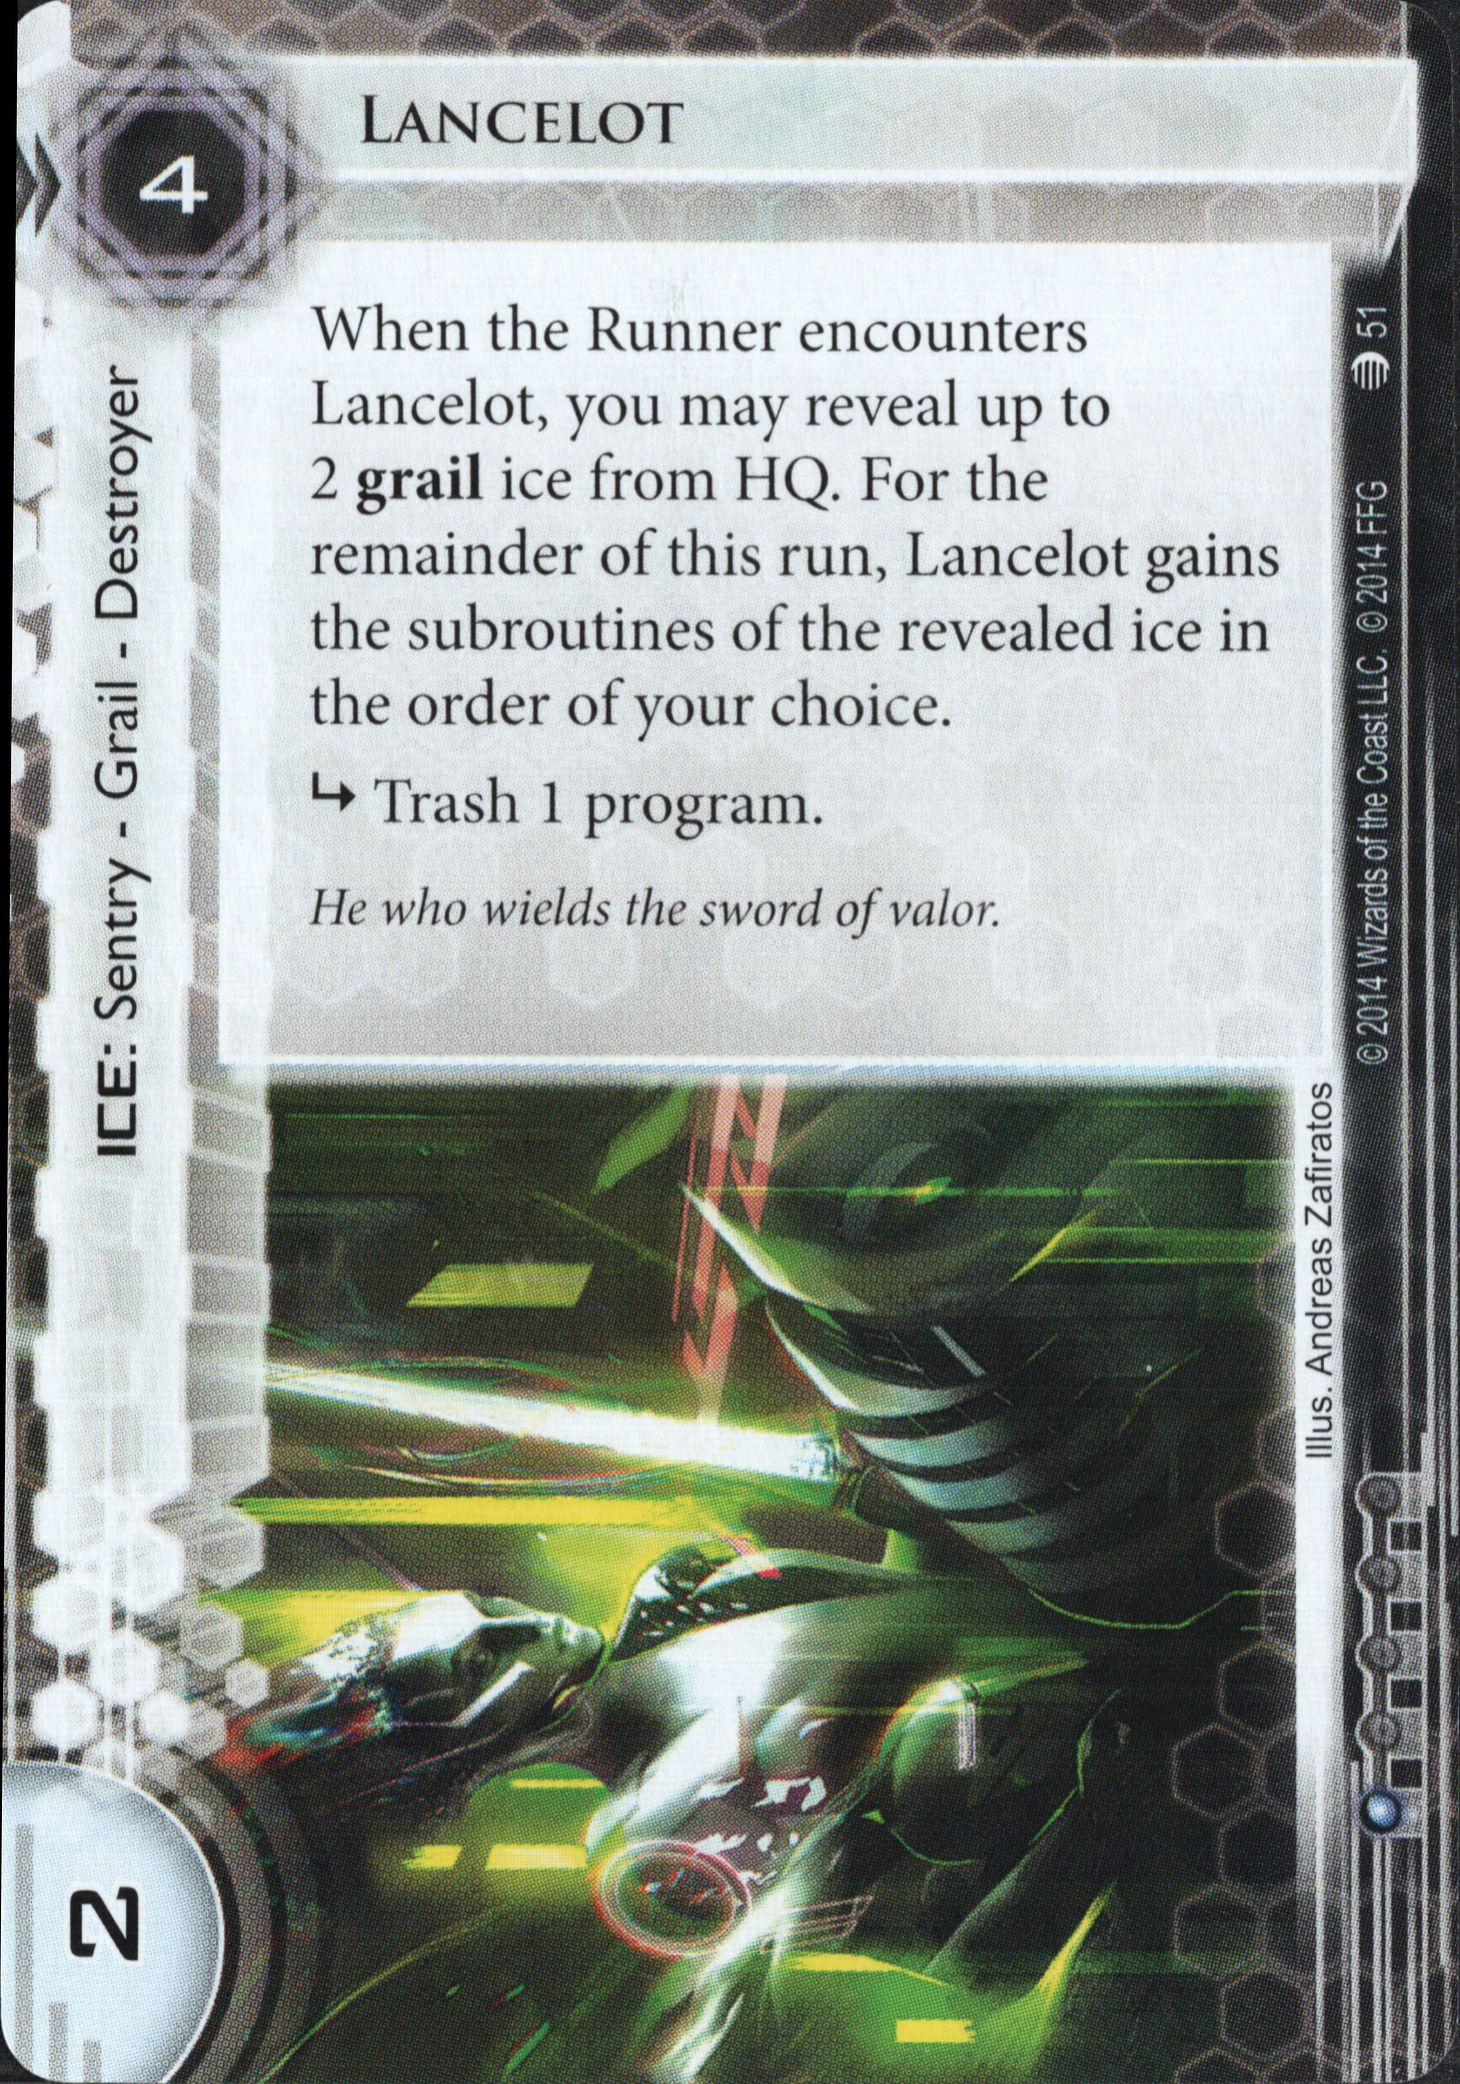 4
LANCELOT
When the Runner encounters
Lancelot, you may reveal up to
2 grail ice from HQ. For the
remainder of this run, Lancelot gains
the subroutines of the revealed ice in
the order of your choice.
↳ Trash 1 program.
He who wields the sword of valor.
ICE: Sentry - Grail - Destroyer
2
Illus. Andreas Zafiratos
© 2014 Wizards of the Coast LLC. © 2014 FFG
51